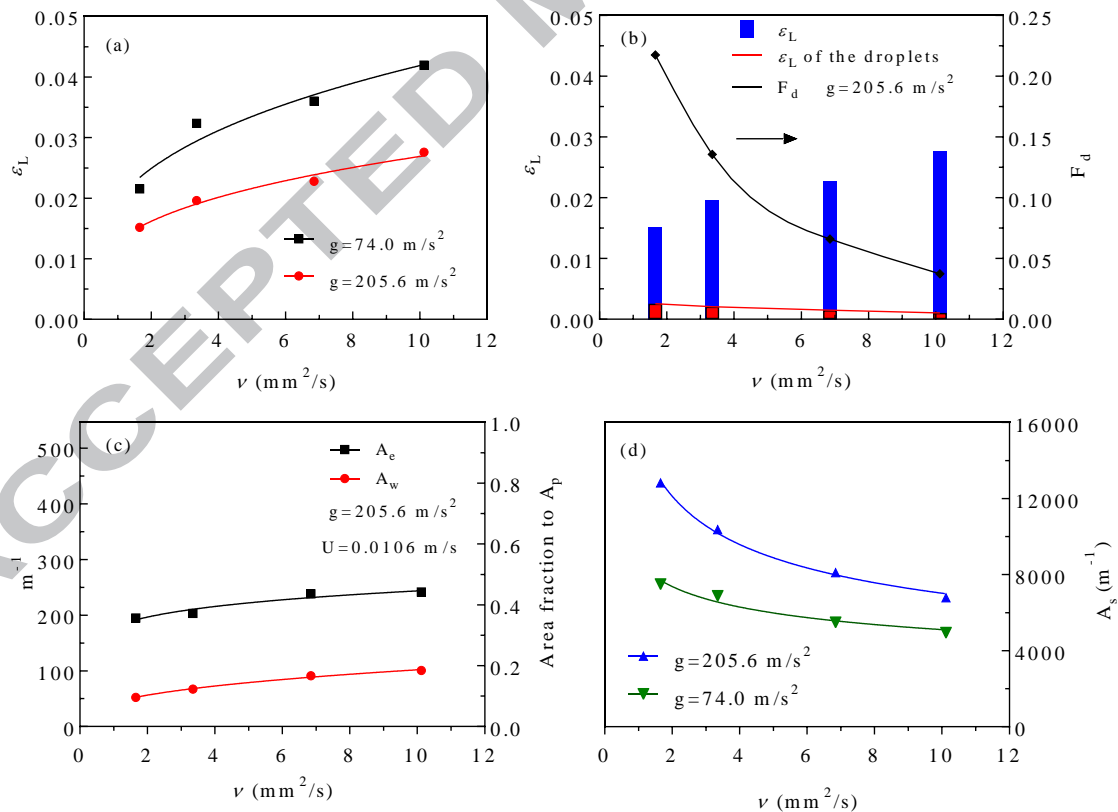 ACCEPTED M
(a)
0.05
0.04
0.03
0.02
0.01
0.00
ε_L
0 2 4 6 8 10 12
ν (mm²/s)
g=74.0 m/s²
g=205.6 m/s²
(b)
0.05
0.04
0.03
0.02
0.01
0.00
ε_L
ε_L
ε_L of the droplets
F_d g=205.6 m/s²
0.25
0.20
0.15
0.10
0.05
0.00
F_d
0 2 4 6 8 10 12
ν (mm²/s)
(c)
500
400
300
200
100
0
m⁻¹
A_e
A_w
g=205.6 m/s²
U=0.0106 m/s
1.0
0.8
0.6
0.4
0.2
0.0
Area fraction to A_p
0 2 4 6 8 10 12
ν (mm²/s)
(d)
g=205.6 m/s²
g=74.0 m/s²
16000
12000
8000
4000
0
A_s (m⁻¹)
0 2 4 6 8 10 12
ν (mm²/s)